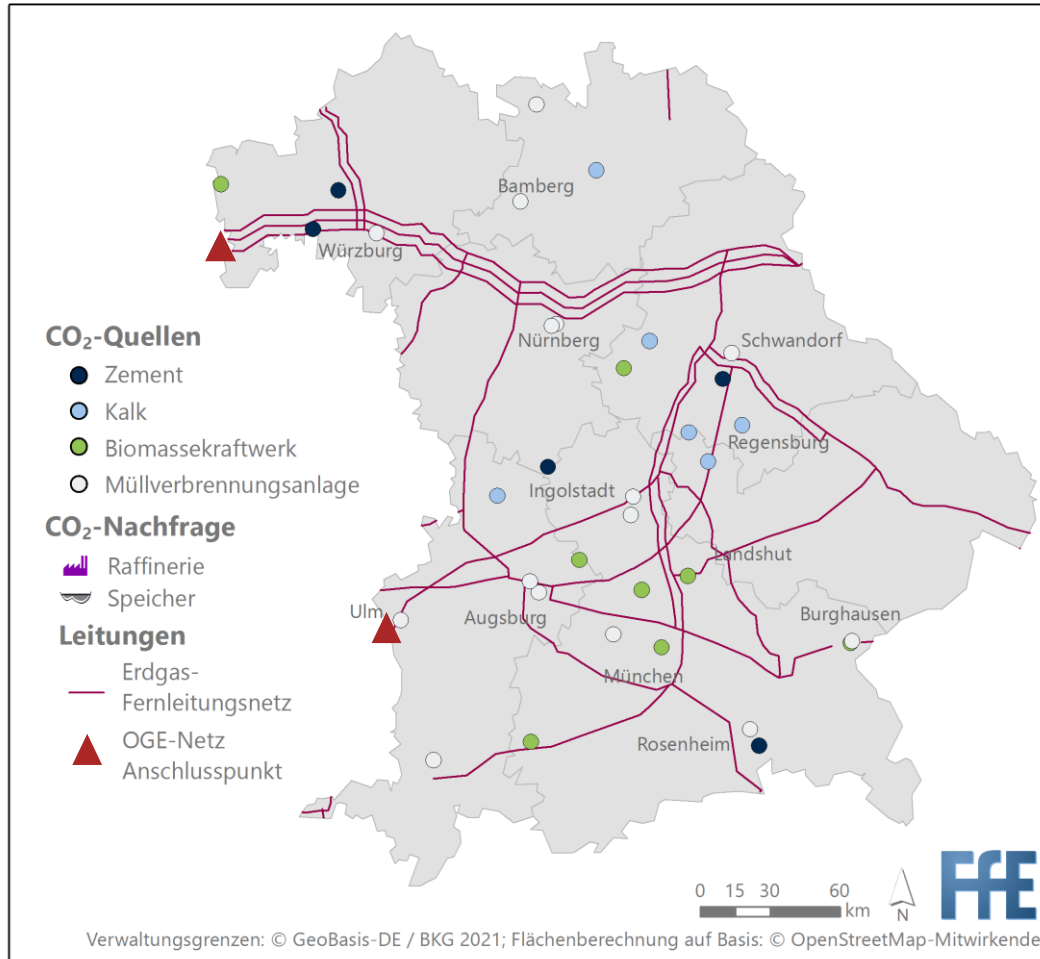 Bamberg
Würzburg
CO₂-Quellen
Nürnberg
Schwandorf
Zement
Kalk
Regensburg
Biomassekraftwerk
Müllverbrennungsanlage
Ingolstadt
CO₂-Nachfrage
Raffinerie
Landshut
Speicher
Ulm
Augsburg
Burghausen
Leitungen
Erdgas-
Fernleitungsnetz
München
OGE-Netz
Anschlusspunkt
Rosenheim
FfE
0 15 30 60
km
N
Verwaltungsgrenzen: © GeoBasis-DE / BKG 2021; Flächenberechnung auf Basis: © OpenStreetMap-Mitwirkende